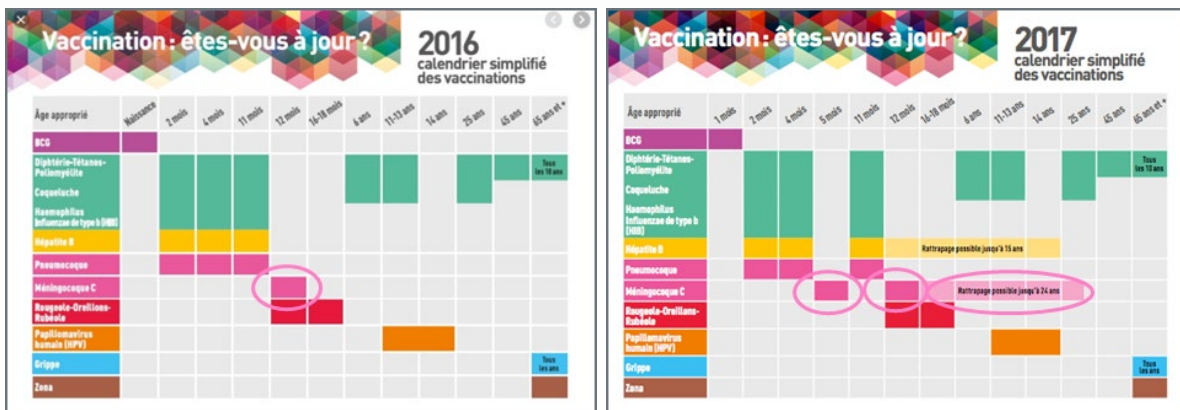 Vaccination : êtes-vous à jour ?
2016
calendrier simplifié
des vaccinations
Âge approprié
Naissance
2 mois
4 mois
11 mois
12 mois
16-18 mois
6 ans
11-13 ans
14 ans
25 ans
45 ans
65 ans et +
BCG
Diphtérie-Tétanos-
Poliomyélite
Tous
les 10 ans
Coqueluche
Haemophilus
Influenzae de type b (HIB)
Hépatite B
Pneumocoque
Méningocoque C
Rougeole-Oreillons-
Rubéole
Papillomavirus
humain (HPV)
Grippe
Tous
les ans
Zona
Vaccination : êtes-vous à jour ?
2017
calendrier simplifié
des vaccinations
Âge approprié
1 mois
2 mois
4 mois
5 mois
11 mois
12 mois
16-18 mois
6 ans
11-13 ans
14 ans
25 ans
45 ans
65 ans et +
BCG
Diphtérie-Tétanos-
Poliomyélite
Tous
les 10 ans
Coqueluche
Haemophilus
Influenzae de type b
(HIB)
Hépatite B
Rattrapage possible jusqu'à 15 ans
Pneumocoque
Méningocoque C
Rattrapage possible jusqu'à 24 ans
Rougeole-Oreillons-
Rubéole
Papillomavirus
humain (HPV)
Grippe
Tous
les ans
Zona